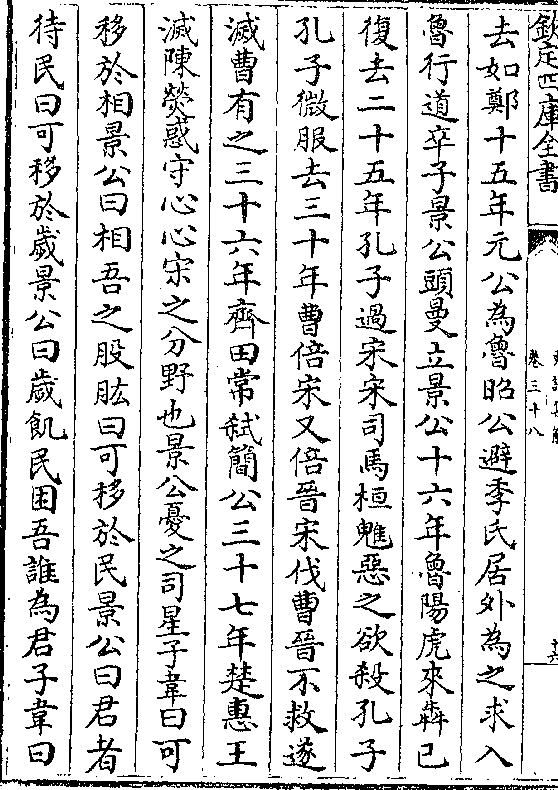 欽定四庫全書
卷三十八
去如鄭十五年元公為魯昭公避季氏居外為之求入
魯行道卒子景公頭曼立景公十六年魯陽虎來犇已
復去二十五年孔子過宋宋司馬桓魋惡之欲殺孔子
孔子微服去三十年曹倍宋又倍晉宋伐曹晉不救遂
滅曹有之三十六年齊田常弒簡公三十七年楚惠王
滅陳熒惑守心心宋之分野也景公憂之司星子韋曰可
移於相景公曰相吾之股肱曰可移於民景公曰君者
待民曰可移於歲景公曰歲飢民困吾誰為君子韋曰